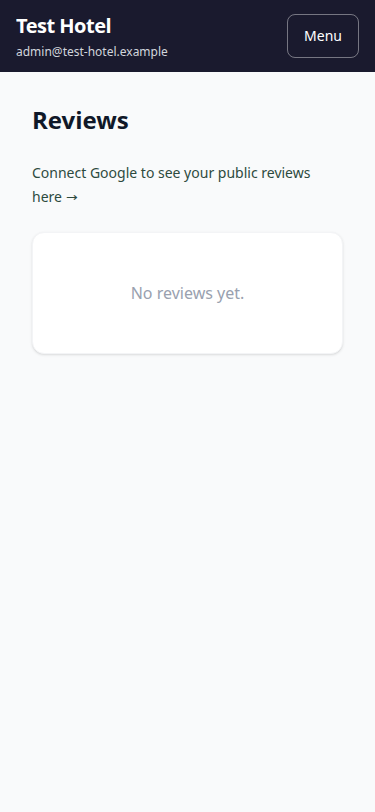 Test Hotel
admin@test-hotel.example
Menu
Reviews
Connect Google to see your public reviews
here →
No reviews yet.